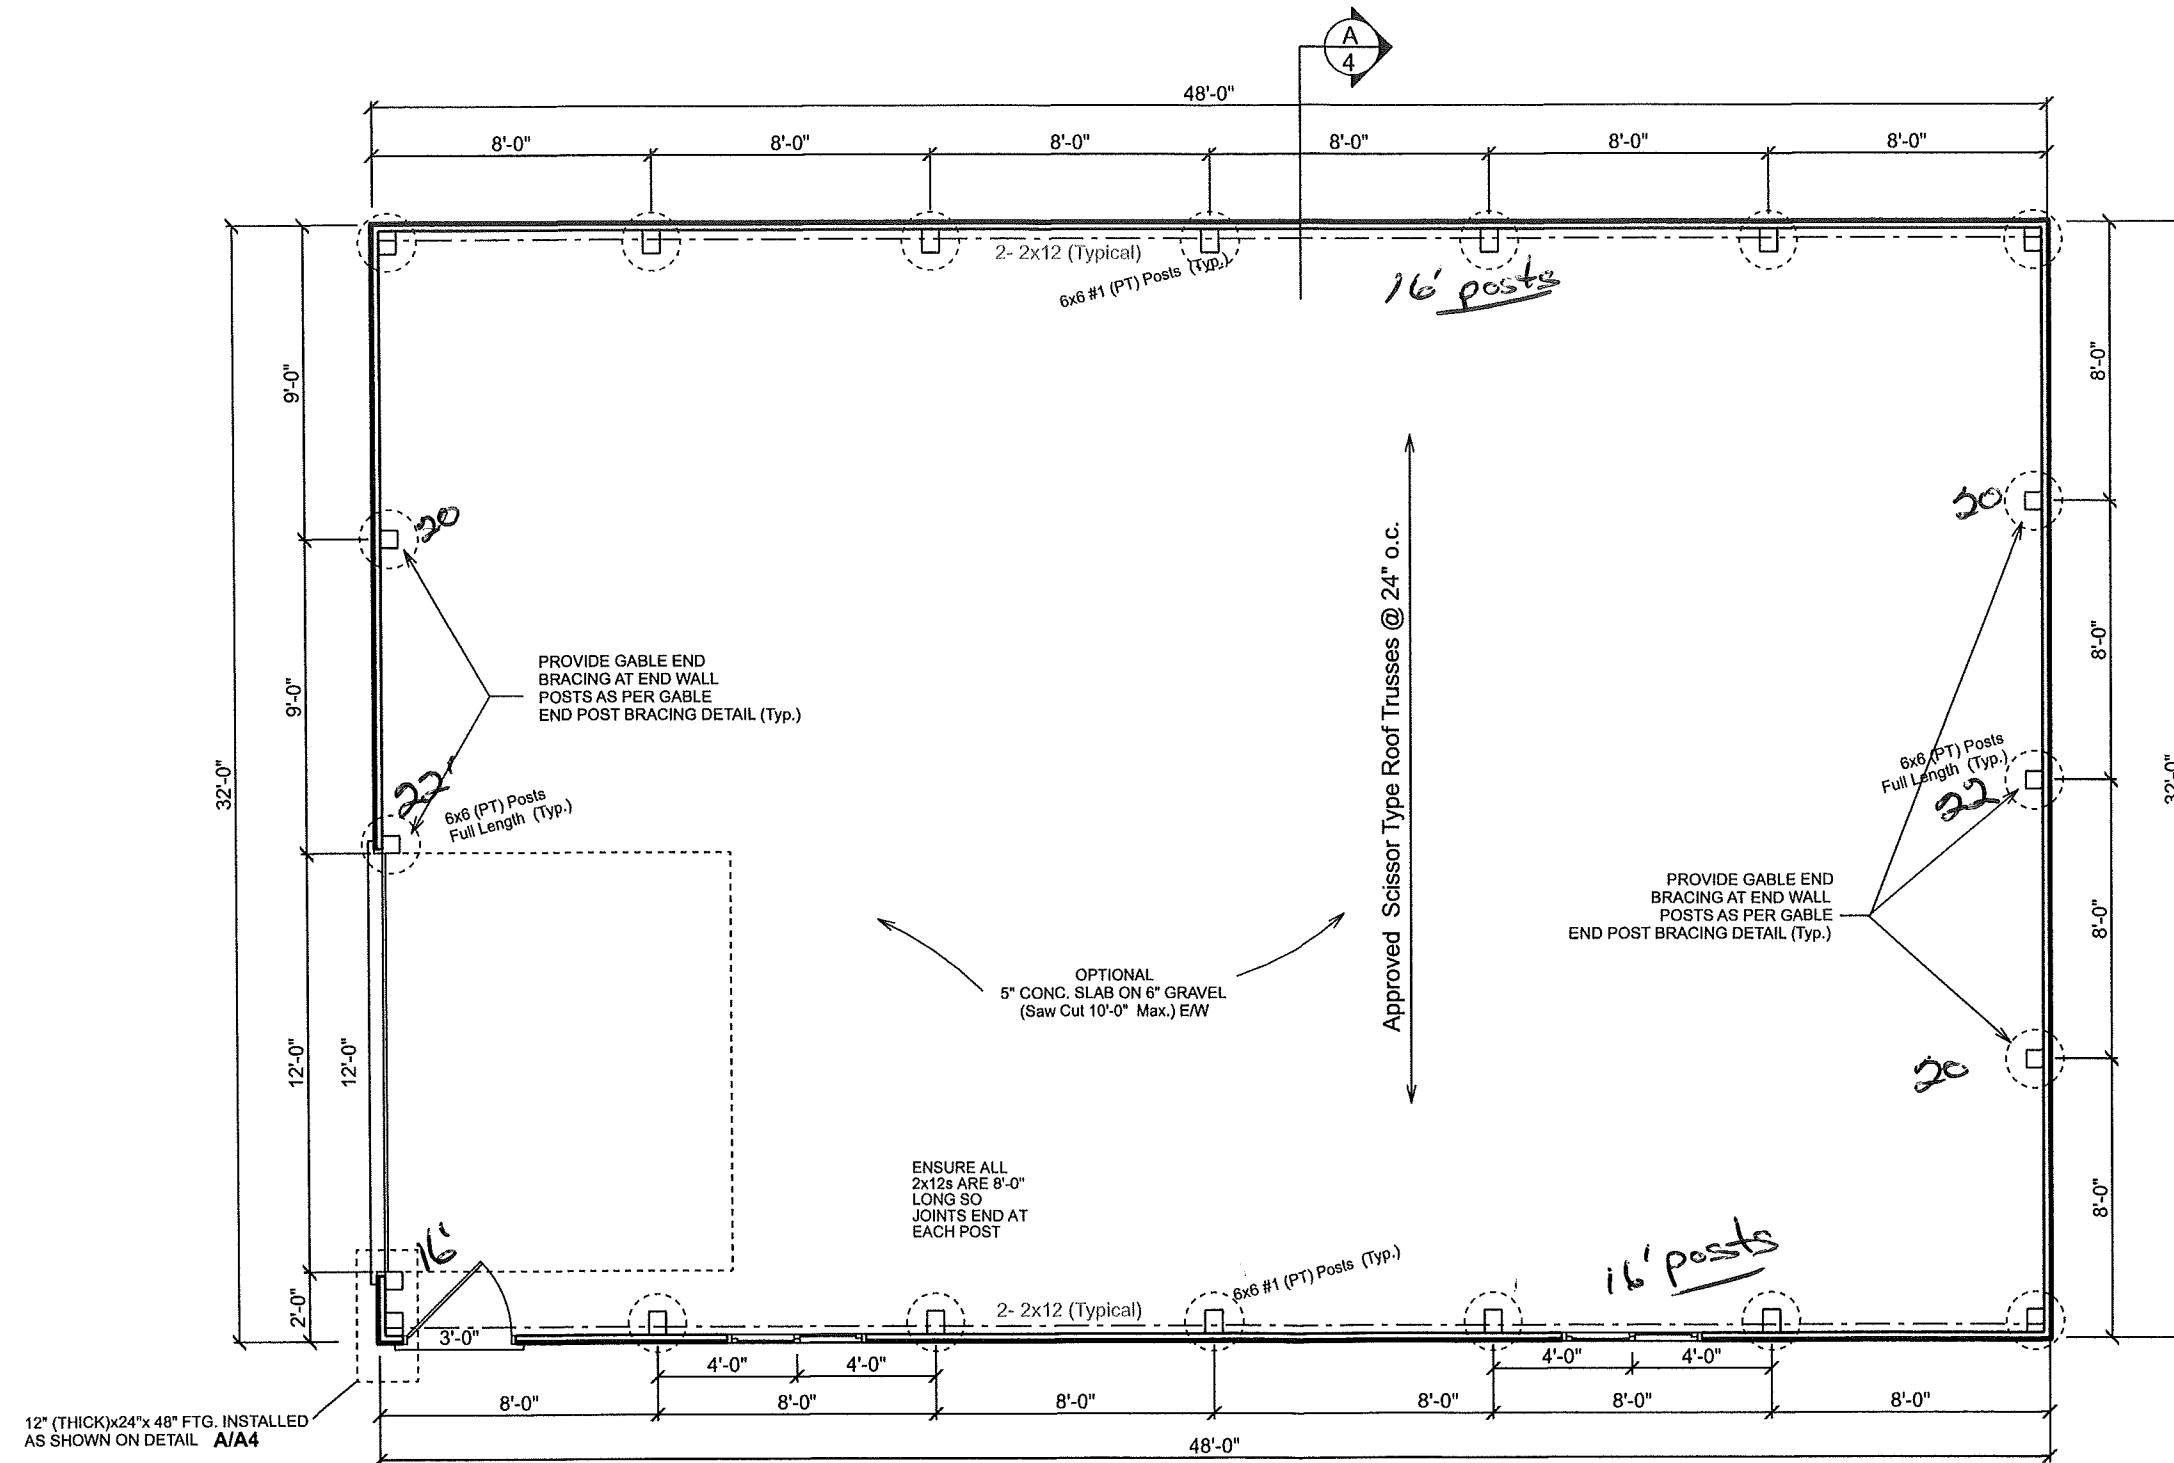 A
4
48'-0"
8'-0" 8'-0" 8'-0" 8'-0" 8'-0" 8'-0"
2- 2x12 (Typical)
6x6 #1 (PT) Posts (Typ.)
16' posts
9'-0"
9'-0"
32'-0"
12'-0"
12'-0"
2'-0"
20
PROVIDE GABLE END
BRACING AT END WALL
POSTS AS PER GABLE
END POST BRACING DETAIL (Typ.)
22'
6x6 (PT) Posts
Full Length (Typ.)
Approved Scissor Type Roof Trusses @ 24" o.c.
OPTIONAL
5" CONC. SLAB ON 6" GRAVEL
(Saw Cut 10'-0" Max.) E/W
8'-0"
8'-0"
8'-0"
8'-0"
32'-0"
20
6x6 (PT) Posts
Full Length (Typ.)
22
PROVIDE GABLE END
BRACING AT END WALL
POSTS AS PER GABLE
END POST BRACING DETAIL (Typ.)
20
ENSURE ALL
2x12s ARE 8'-0"
LONG SO
JOINTS END AT
EACH POST
16'
3'-0"
2- 2x12 (Typical)
6x6 #1 (PT) Posts (Typ.)
16' posts
4'-0" 4'-0" 4'-0" 4'-0"
8'-0" 8'-0" 8'-0" 8'-0" 8'-0" 8'-0"
48'-0"
12" (THICK)x24"x 48" FTG. INSTALLED
AS SHOWN ON DETAIL A/A4